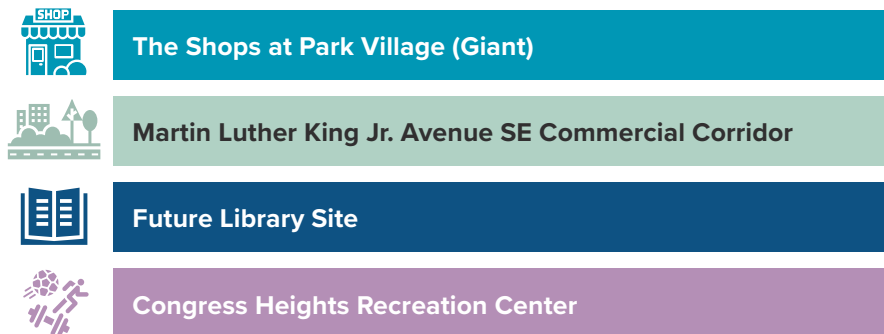 SHOP
The Shops at Park Village (Giant)
Martin Luther King Jr. Avenue SE Commercial Corridor
Future Library Site
Congress Heights Recreation Center